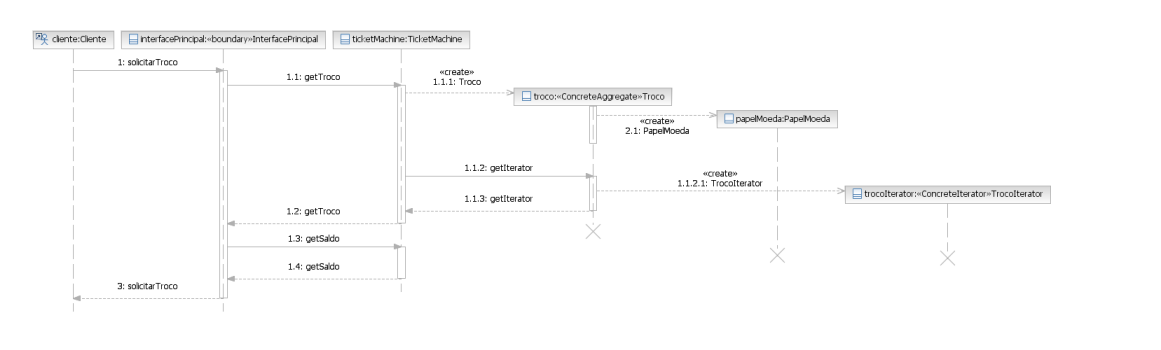 cliente:Cliente
interfacePrincipal:«boundary»InterfacePrincipal
ticketMachine:TicketMachine
1: solicitarTroco
1.1: getTroco
«create»
1.1.1: Troco
troco:«ConcreteAggregate»Troco
«create»
2.1: PapelMoeda
papelMoeda:PapelMoeda
1.1.2: getIterator
«create»
1.1.2.1: TrocoIterator
trocoIterator:«ConcreteIterator»TrocoIterator
1.1.3: getIterator
1.2: getTroco
1.3: getSaldo
1.4: getSaldo
3: solicitarTroco